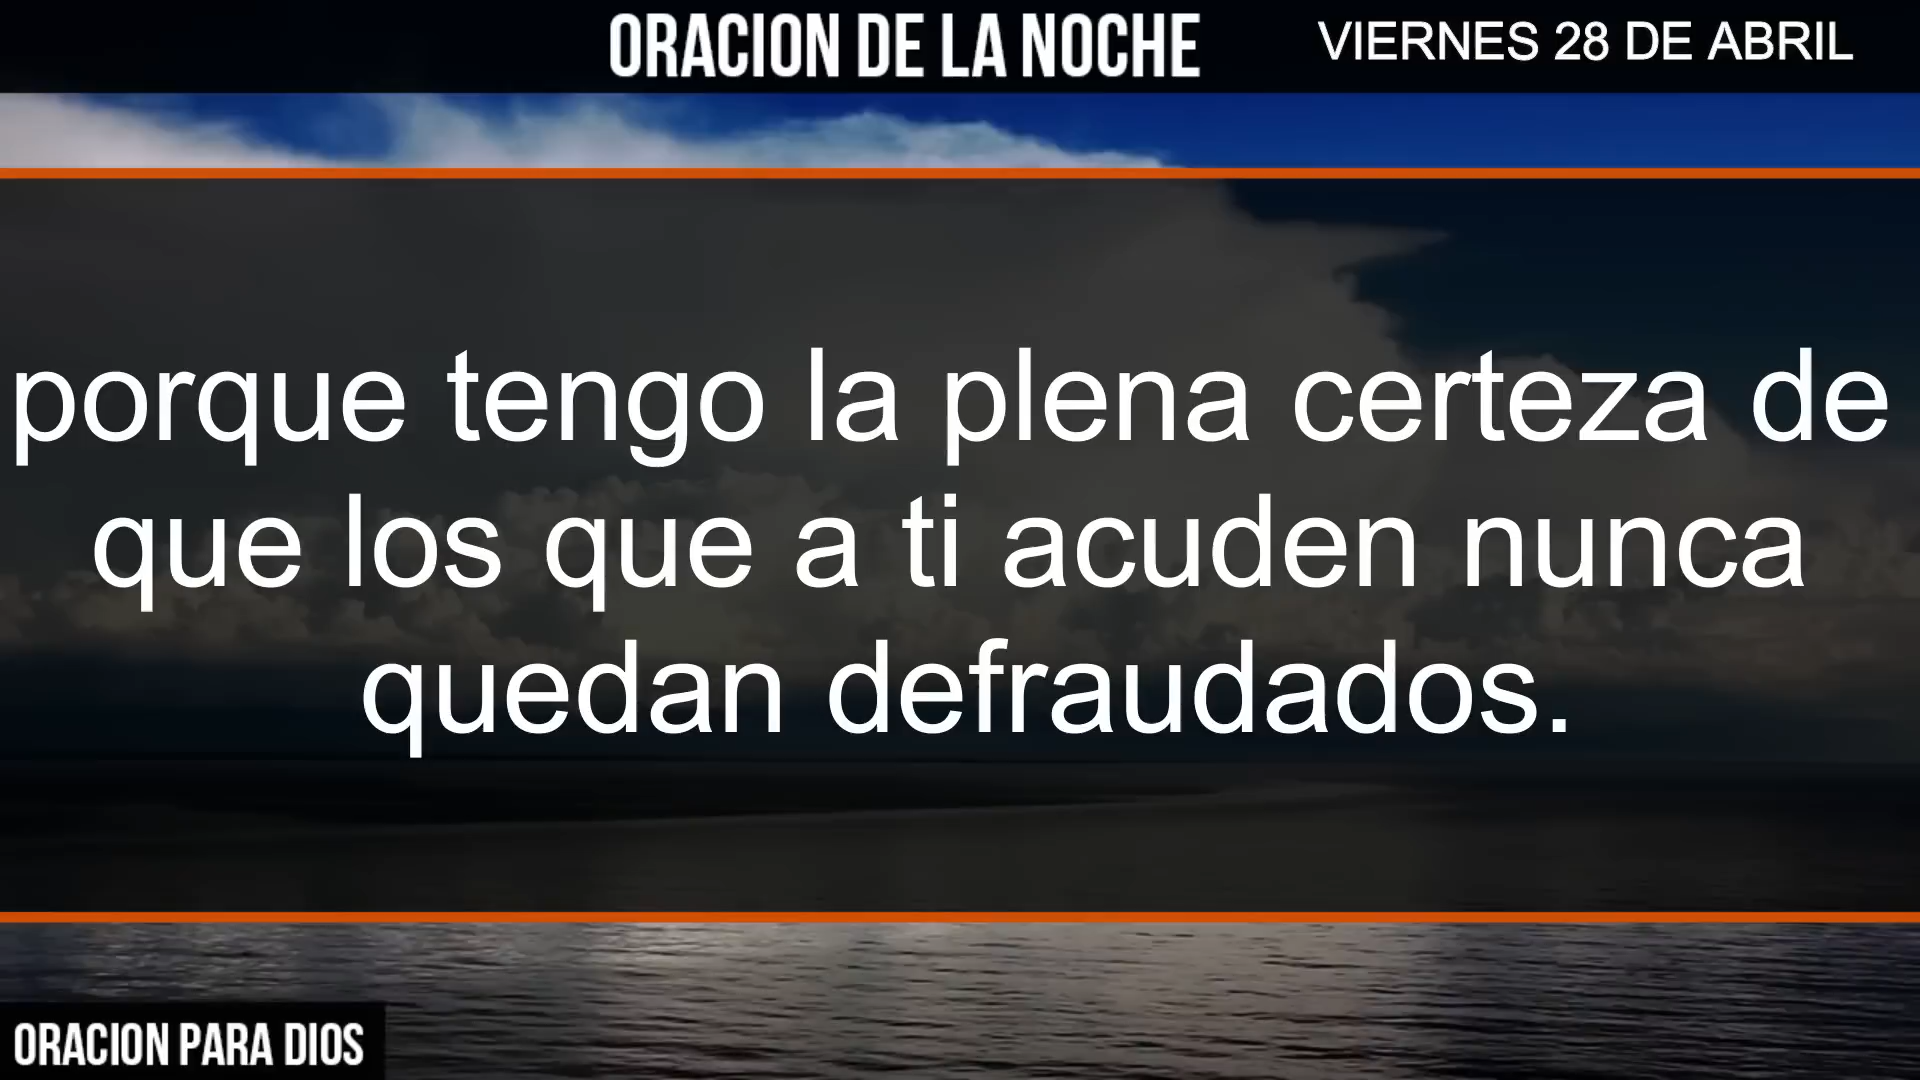 ORACION DE LA NOCHE
VIERNES 28 DE ABRIL
porque tengo la plena certeza de
que los que a ti acuden nunca
quedan defraudados.
ORACION PARA DIOS